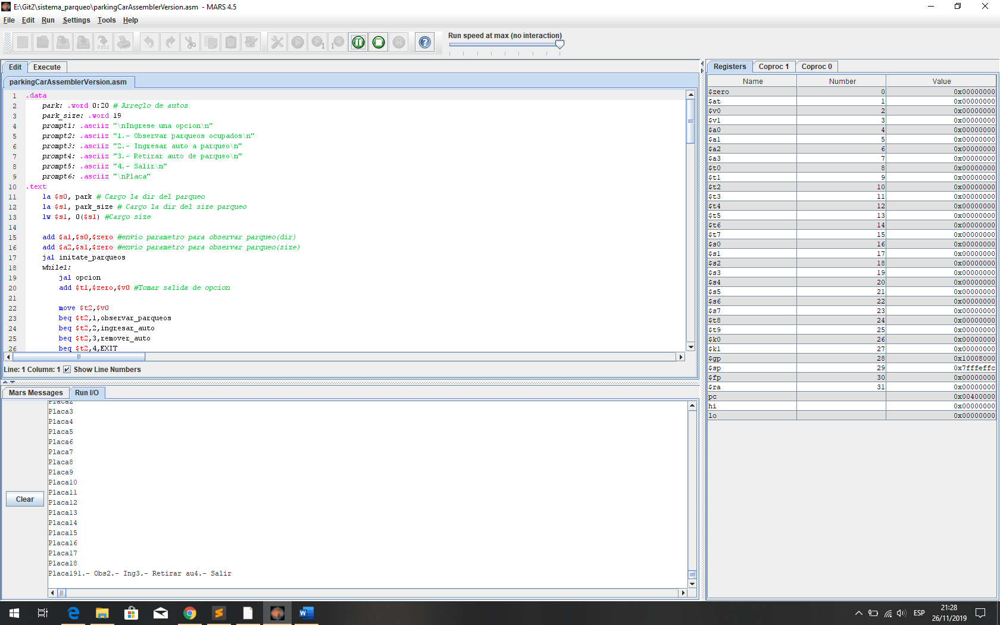 E:\Git2\sistema_parqueo\parkingCarAssemblerVersion.asm - MARS 4.5
File Edit Run Settings Tools Help
Run speed at max (no interaction)
Edit Execute
parkingCarAssemblerVersion.asm
1 .data
2 park: .word 0:20 # Arreglo de autos
3 park_size: .word 19
4 prompt1: .asciiz "\nIngrese una opcion\n"
5 prompt2: .asciiz "1.- Observar parqueos ocupados\n"
6 prompt3: .asciiz "2.- Ingresar auto a parqueo\n"
7 prompt4: .asciiz "3.- Retirar auto de parqueo\n"
8 prompt5: .asciiz "4.- Salir\n"
9 prompt6: .asciiz "\nPlaca"
10 .text
11 la $s0, park # Cargo la dir del parqueo
12 la $s1, park_size # Cargo la dir del size parqueo
13 lw $s1, 0($s1) #Cargo size
14
15 add $a1,$s0,$zero #envio parametro para observar parqueo(dir)
16 add $a2,$s1,$zero #envio parametro para observar parqueo(size)
17 jal initate_parqueos
18 while1:
19 jal opcion
20 add $t1,$zero,$v0 #Tomar salida de opcion
21
22 move $t2,$v0
23 beq $t2,1,observar_parqueos
24 beq $t2,2,ingresar_auto
25 beq $t2,3,remover_auto
26 beq $t2,4,EXIT
Line: 1 Column: 1 Show Line Numbers
Mars Messages Run I/O
Placa2
Placa3
Placa4
Placa5
Placa6
Placa7
Placa8
Placa9
Placa10
Placa11
Placa12
Placa13
Placa14
Placa15
Placa16
Placa17
Placa18
Placa191.- Obs2.- Ing3.- Retirar au4.- Salir
Clear
Registers Coproc 1 Coproc 0
Name Number Value
$zero 0 0x00000000
$at 1 0x00000000
$v0 2 0x00000000
$v1 3 0x00000000
$a0 4 0x00000000
$a1 5 0x00000000
$a2 6 0x00000000
$a3 7 0x00000000
$t0 8 0x00000000
$t1 9 0x00000000
$t2 10 0x00000000
$t3 11 0x00000000
$t4 12 0x00000000
$t5 13 0x00000000
$t6 14 0x00000000
$t7 15 0x00000000
$s0 16 0x00000000
$s1 17 0x00000000
$s2 18 0x00000000
$s3 19 0x00000000
$s4 20 0x00000000
$s5 21 0x00000000
$s6 22 0x00000000
$s7 23 0x00000000
$t8 24 0x00000000
$t9 25 0x00000000
$k0 26 0x00000000
$k1 27 0x00000000
$gp 28 0x10008000
$sp 29 0x7fffeffc
$fp 30 0x00000000
$ra 31 0x00000000
pc 0x00400000
hi 0x00000000
lo 0x00000000
ESP
21:28
26/11/2019